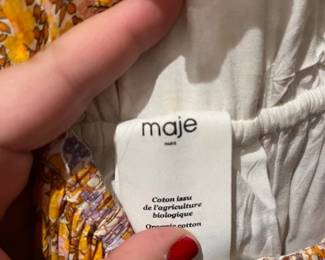 maje
PARIS
Coton issu
de l'agriculture
biologique
Organic cotton